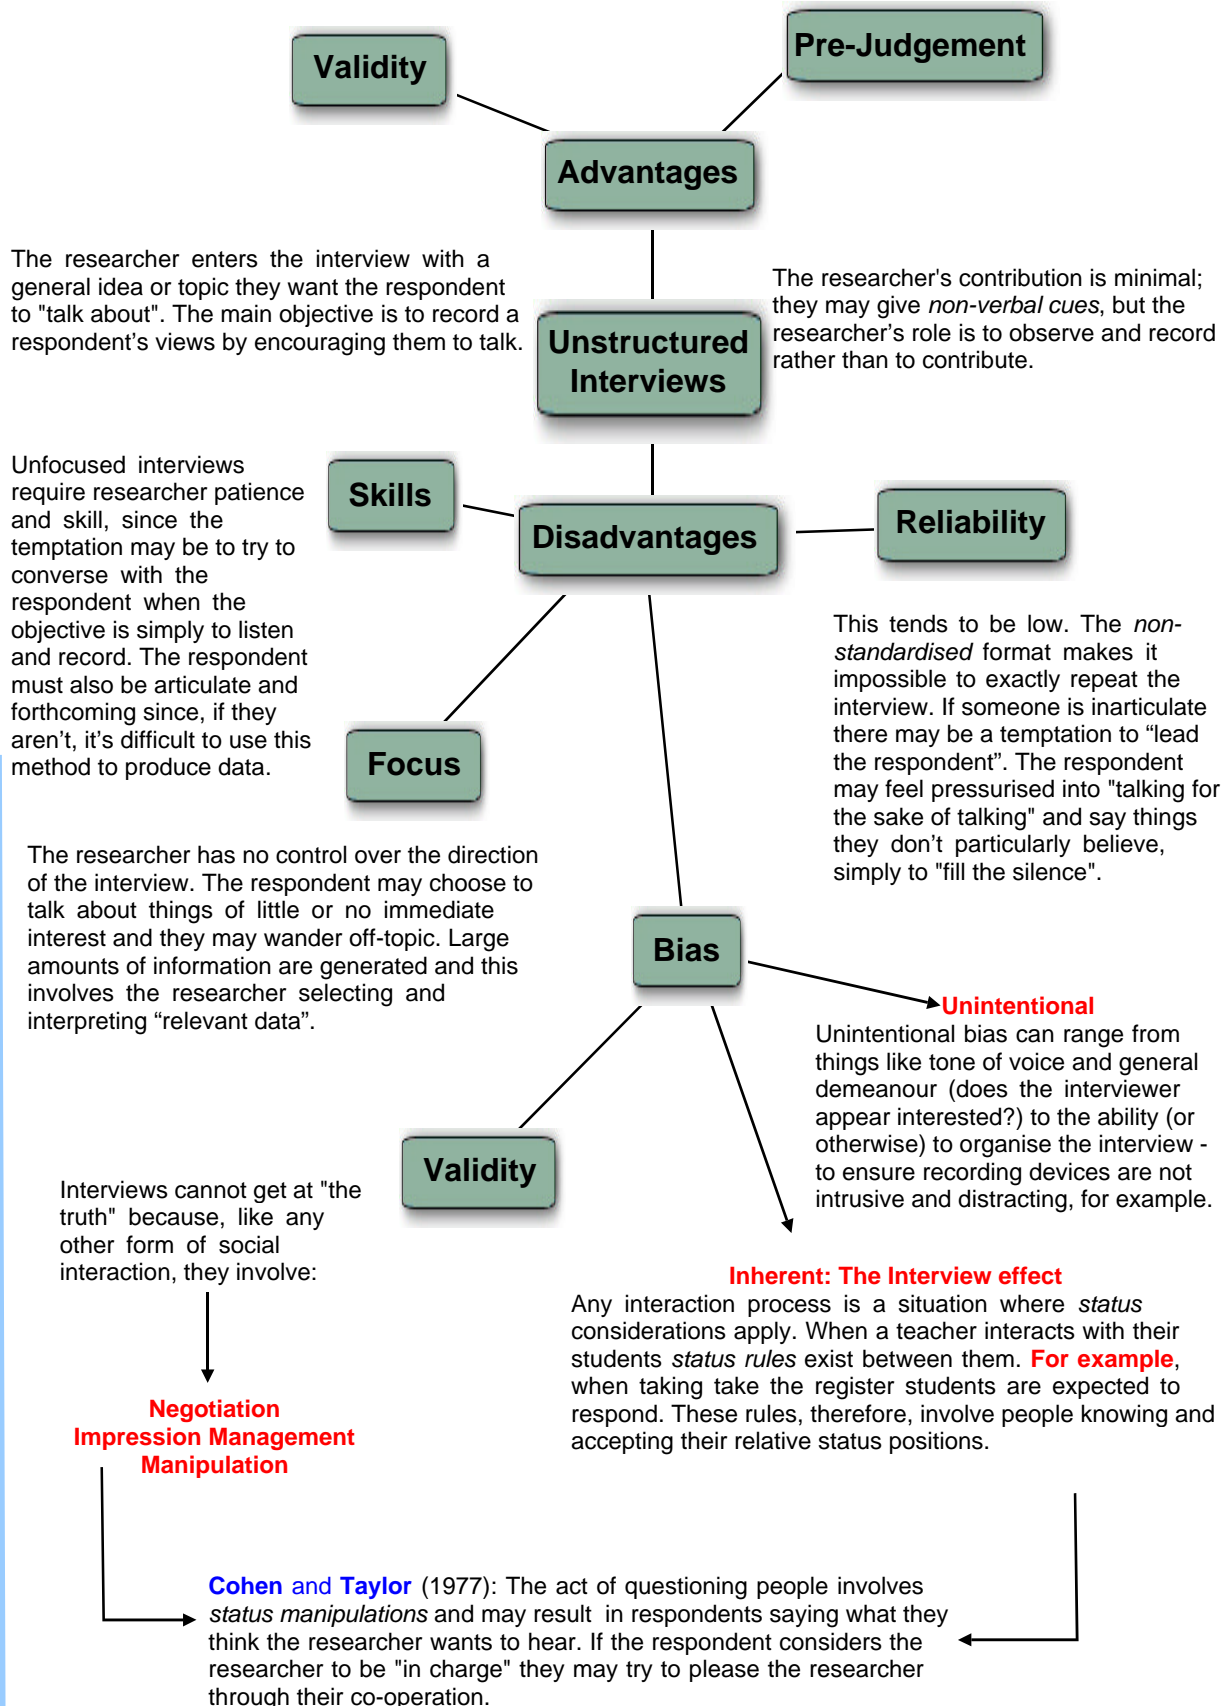 Validity
Pre-Judgement
Advantages
The researcher enters the interview with a
general idea or topic they want the respondent
to "talk about". The main objective is to record a
respondent’s views by encouraging them to talk.
Unstructured
Interviews
The researcher's contribution is minimal;
they may give non-verbal cues, but the
researcher’s role is to observe and record
rather than to contribute.
Unfocused interviews
require researcher patience
and skill, since the
temptation may be to try to
converse with the
respondent when the
objective is simply to listen
and record. The respondent
must also be articulate and
forthcoming since, if they
aren’t, it’s difficult to use this
method to produce data.
Skills
Disadvantages
Reliability
This tends to be low. The non-
standardised format makes it
impossible to exactly repeat the
interview. If someone is inarticulate
there may be a temptation to “lead
the respondent”. The respondent
may feel pressurised into "talking for
the sake of talking" and say things
they don’t particularly believe,
simply to "fill the silence".
Focus
The researcher has no control over the direction
of the interview. The respondent may choose to
talk about things of little or no immediate
interest and they may wander off-topic. Large
amounts of information are generated and this
involves the researcher selecting and
interpreting “relevant data”.
Bias
Unintentional
Unintentional bias can range from
things like tone of voice and general
demeanour (does the interviewer
appear interested?) to the ability (or
otherwise) to organise the interview -
to ensure recording devices are not
intrusive and distracting, for example.
Validity
Interviews cannot get at "the
truth" because, like any
other form of social
interaction, they involve:
Inherent: The Interview effect
Any interaction process is a situation where status
considerations apply. When a teacher interacts with their
students status rules exist between them. For example,
when taking take the register students are expected to
respond. These rules, therefore, involve people knowing and
accepting their relative status positions.
Negotiation
Impression Management
Manipulation
Cohen and Taylor (1977): The act of questioning people involves
status manipulations and may result in respondents saying what they
think the researcher wants to hear. If the respondent considers the
researcher to be "in charge" they may try to please the researcher
through their co-operation.